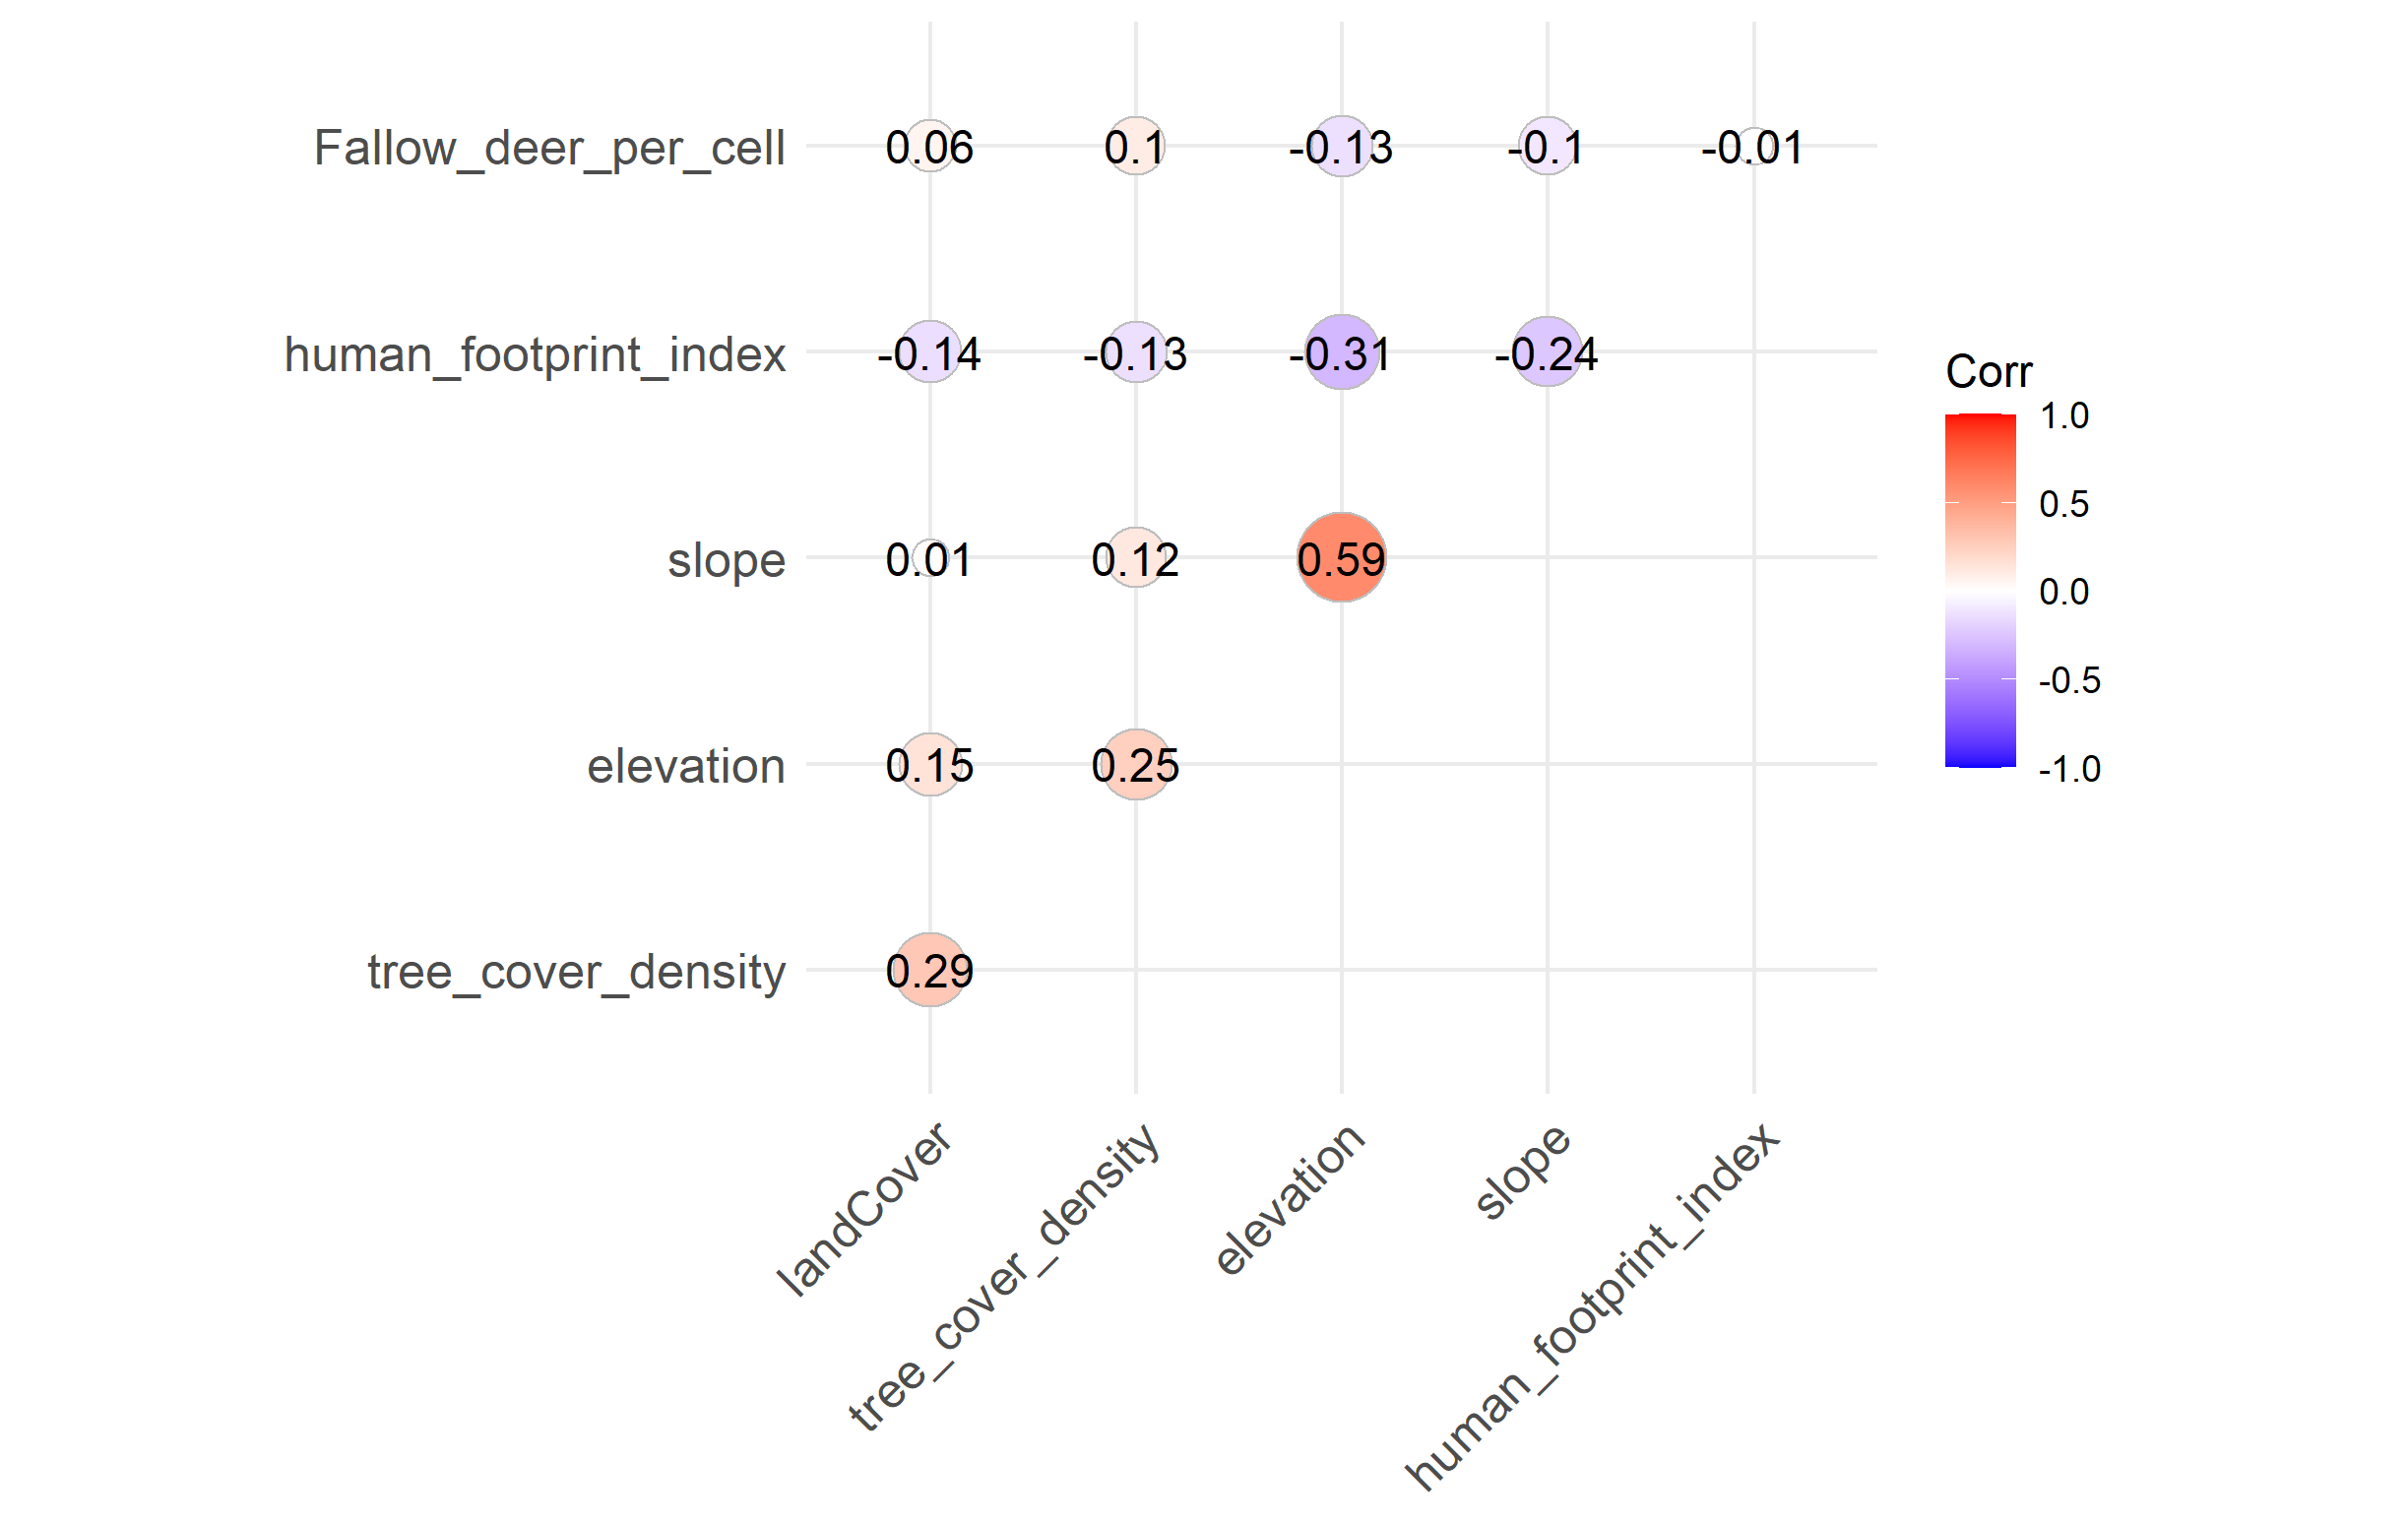 Fallow_deer_per_cell 0.06 0.1 -0.13 -0.1 -0.01
human_footprint_index -0.14 -0.13 -0.31 -0.24
slope 0.01 0.12 0.59
elevation 0.15 0.25
tree_cover_density 0.29
landCover
tree_cover_density
elevation
slope
human_footprint_index
Corr
1.0
0.5
0.0
-0.5
-1.0